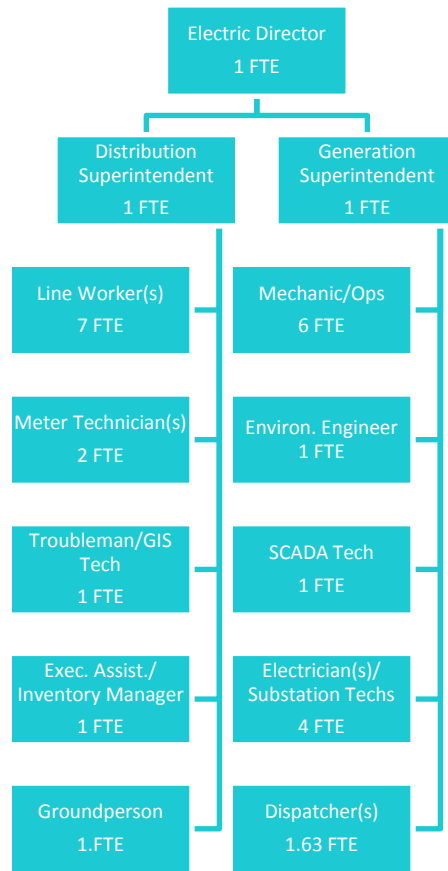 Electric Director
1 FTE
Distribution
Superintendent
1 FTE
Generation
Superintendent
1 FTE
Line Worker(s)
7 FTE
Mechanic/Ops
6 FTE
Meter Technician(s)
2 FTE
Environ. Engineer
1 FTE
Troubleman/GIS
Tech
1 FTE
SCADA Tech
1 FTE
Exec. Assist./
Inventory Manager
1 FTE
Electrician(s)/
Substation Techs
4 FTE
Groundperson
1.FTE
Dispatcher(s)
1.63 FTE